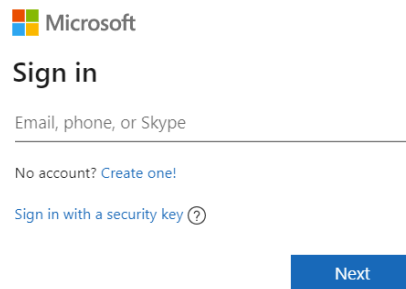 Microsoft
Sign in
Email, phone, or Skype
No account? Create one!
Sign in with a security key ?
Next